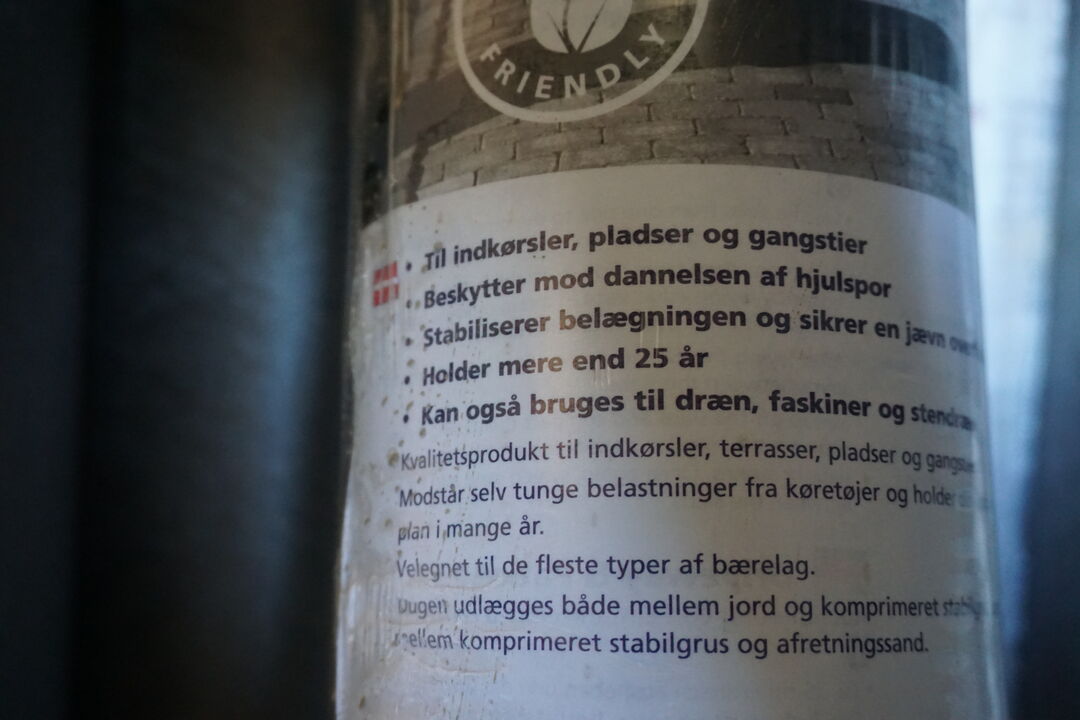 FRIENDLY
• Til indkørsler, pladser og gangstier
• Beskytter mod dannelsen af hjulspor
• Stabiliserer belægningen og sikrer en jævn
• Holder mere end 25 år
• Kan også bruges til dræn, faskiner og
Kvalitetsprodukt til indkørsler, terrasser, pladser og
Modstår selv tunge belastninger fra køretøjer og holder
plan i mange år.
Velegnet til de fleste typer af bærelag.
Dugen udlægges både mellem jord og komprimeret
mellem komprimeret stabilgrus og afretningssand.